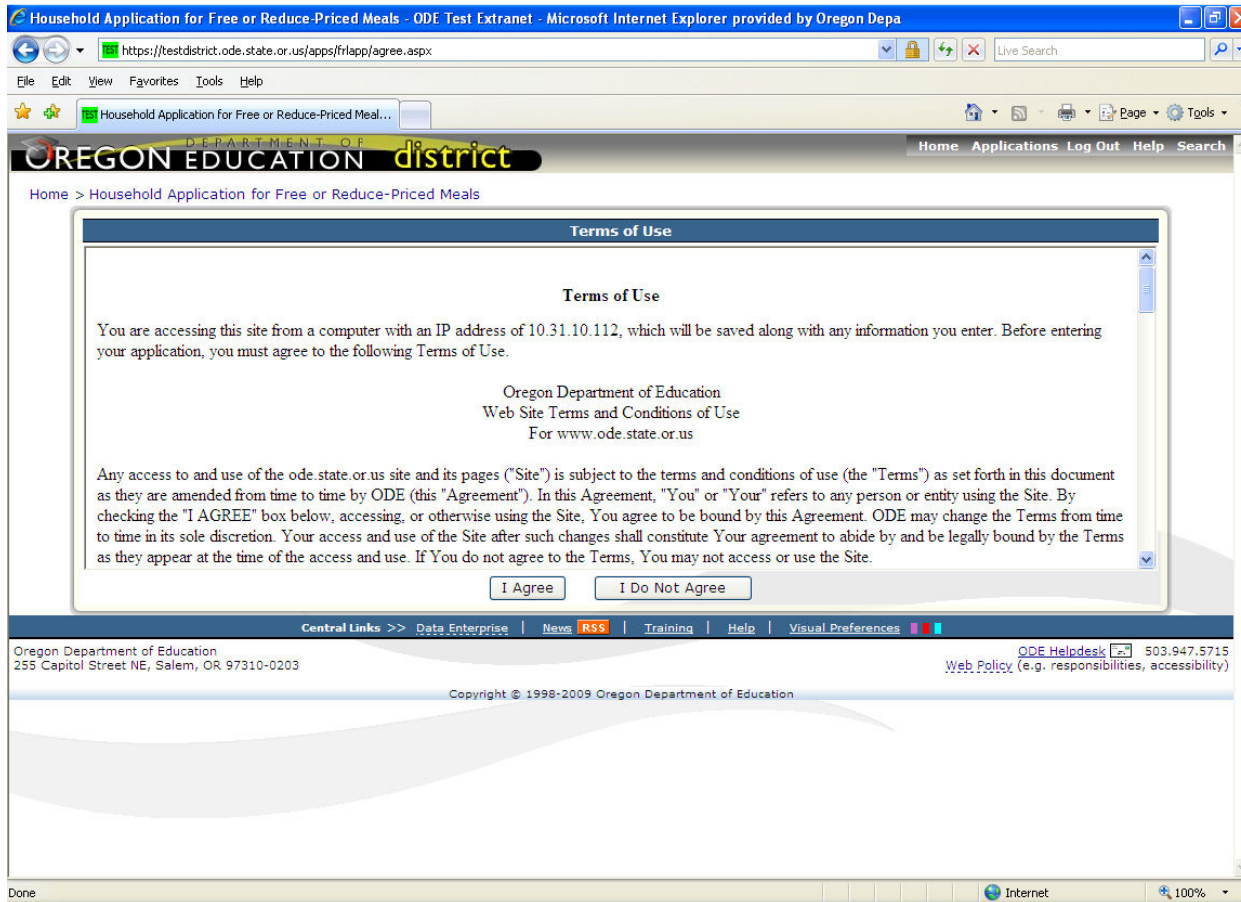 Household Application for Free or Reduce-Priced Meals - ODE Test Extranet - Microsoft Internet Explorer provided by Oregon Depa
TEST https://testdistrict.ode.state.or.us/apps/frlapp/agree.aspx
Live Search
File Edit View Favorites Tools Help
TEST Household Application for Free or Reduce-Priced Meal...
Page Tools
OREGON DEPARTMENT OF EDUCATION district
Home Applications Log Out Help Search
Home > Household Application for Free or Reduce-Priced Meals
Terms of Use
Terms of Use
You are accessing this site from a computer with an IP address of 10.31.10.112, which will be saved along with any information you enter. Before entering
your application, you must agree to the following Terms of Use.
Oregon Department of Education
Web Site Terms and Conditions of Use
For www.ode.state.or.us
Any access to and use of the ode.state.or.us site and its pages ("Site") is subject to the terms and conditions of use (the "Terms") as set forth in this document
as they are amended from time to time by ODE (this "Agreement"). In this Agreement, "You" or "Your" refers to any person or entity using the Site. By
checking the "I AGREE" box below, accessing, or otherwise using the Site, You agree to be bound by this Agreement. ODE may change the Terms from time
to time in its sole discretion. Your access and use of the Site after such changes shall constitute Your agreement to abide by and be legally bound by the Terms
as they appear at the time of the access and use. If You do not agree to the Terms, You may not access or use the Site.
I Agree I Do Not Agree
Central Links >> Data Enterprise | News RSS | Training | Help | Visual Preferences
Oregon Department of Education
255 Capitol Street NE, Salem, OR 97310-0203
ODE Helpdesk 503.947.5715
Web Policy (e.g. responsibilities, accessibility)
Copyright © 1998-2009 Oregon Department of Education
Done
Internet
100%